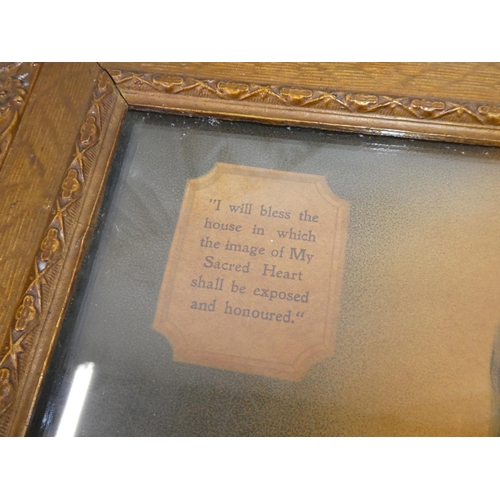 "I will bless the
house in which
the image of My
Sacred Heart
shall be exposed
and honoured."